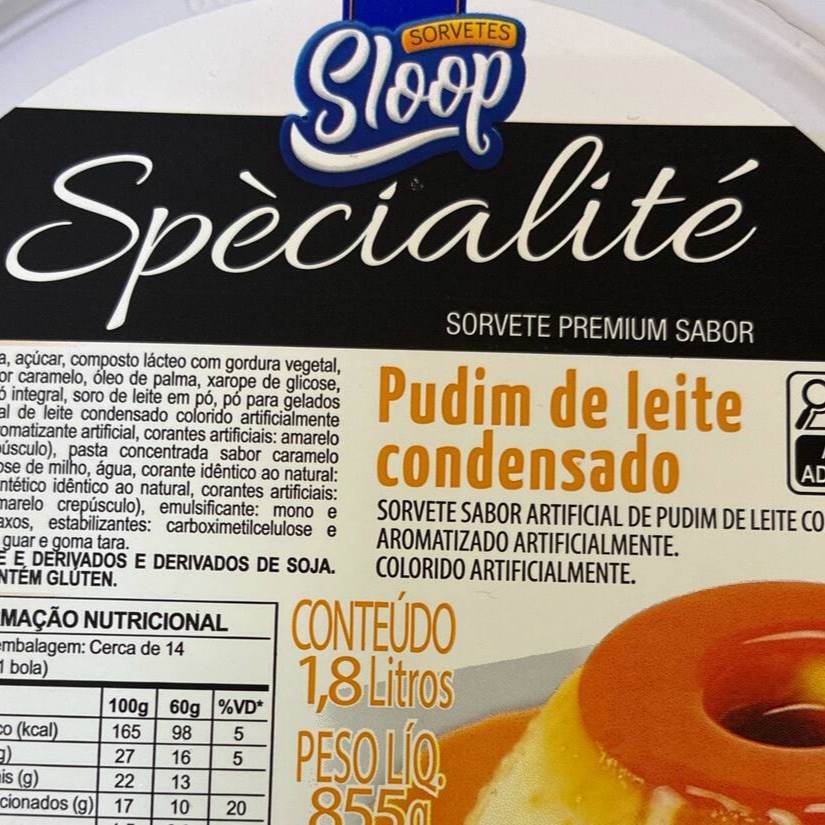 SORVETES
Sloop
Spècialité
SORVETE PREMIUM SABOR
a, açúcar, composto lácteo com gordura vegetal,
or caramelo, óleo de palma, xarope de glicose,
ó integral, soro de leite em pó, pó para gelados
al de leite condensado colorido artificialmente
omatizante artificial, corantes artificiais: amarelo
púsculo), pasta concentrada sabor caramelo
ose de milho, água, corante idêntico ao natural:
ntético idêntico ao natural, corantes artificiais:
marelo crepúsculo), emulsificante: mono e
axos, estabilizantes: carboximetilcelulose e
guar e goma tara.
E E DERIVADOS E DERIVADOS DE SOJA.
NTÉM GLÚTEN.
Pudim de leite
condensado
AD
SORVETE SABOR ARTIFICIAL DE PUDIM DE LEITE CO
AROMATIZADO ARTIFICIALMENTE.
COLORIDO ARTIFICIALMENTE.
MAÇÃO NUTRICIONAL
embalagem: Cerca de 14
1 bola)
100g 60g %VD*
co (kcal) 165 98 5
g) 27 16 5
is (g) 22 13
cionados (g) 17 10 20
CONTEÚDO
1,8 Litros
PESO LÍQ.
855g